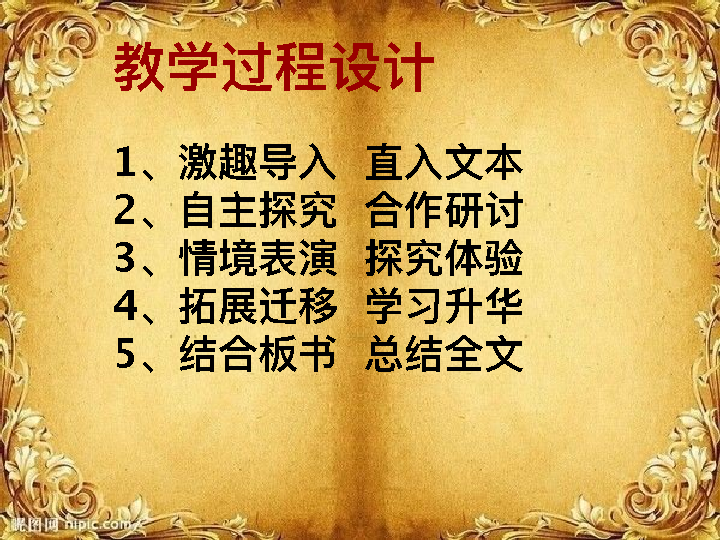 教学过程设计
1、激趣导入 直入文本
2、自主探究 合作研讨
3、情境表演 探究体验
4、拓展迁移 学习升华
5、结合板书 总结全文
昵图网 nipic.com